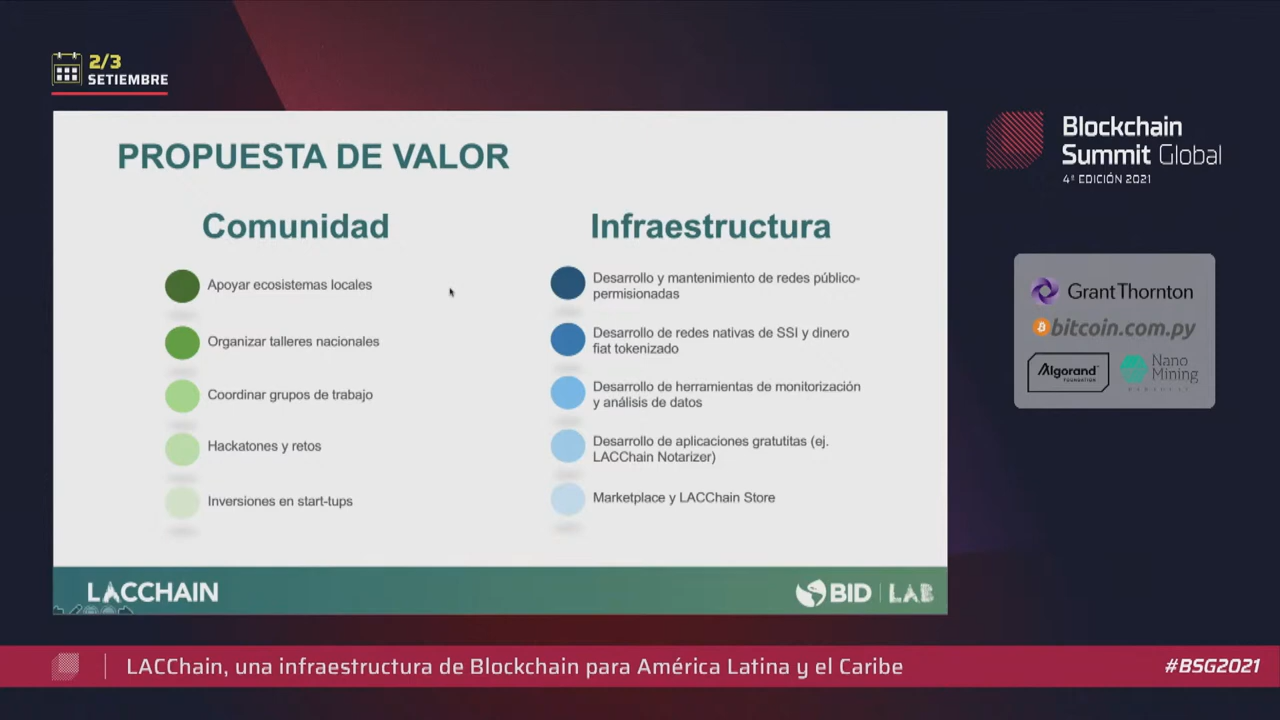 2/3
SETIEMBRE
PROPUESTA DE VALOR
Comunidad
Apoyar ecosistemas locales
Organizar talleres nacionales
Coordinar grupos de trabajo
Hackatones y retos
Inversiones en start-ups
Infraestructura
Desarrollo y mantenimiento de redes público-
permisionadas
Desarrollo de redes nativas de SSI y dinero
fiat tokenizado
Desarrollo de herramientas de monitorización
y análisis de datos
Desarrollo de aplicaciones gratutitas (ej.
LACChain Notarizer)
Marketplace y LACChain Store
LACCHAIN
BID | LAB
Blockchain
Summit Global
4ª EDICIÓN 2021
GrantThornton
bitcoin.com.py
Algorand
FOUNDATION
Nano
Mining
LACChain, una infraestructura de Blockchain para América Latina y el Caribe
#BSG2021